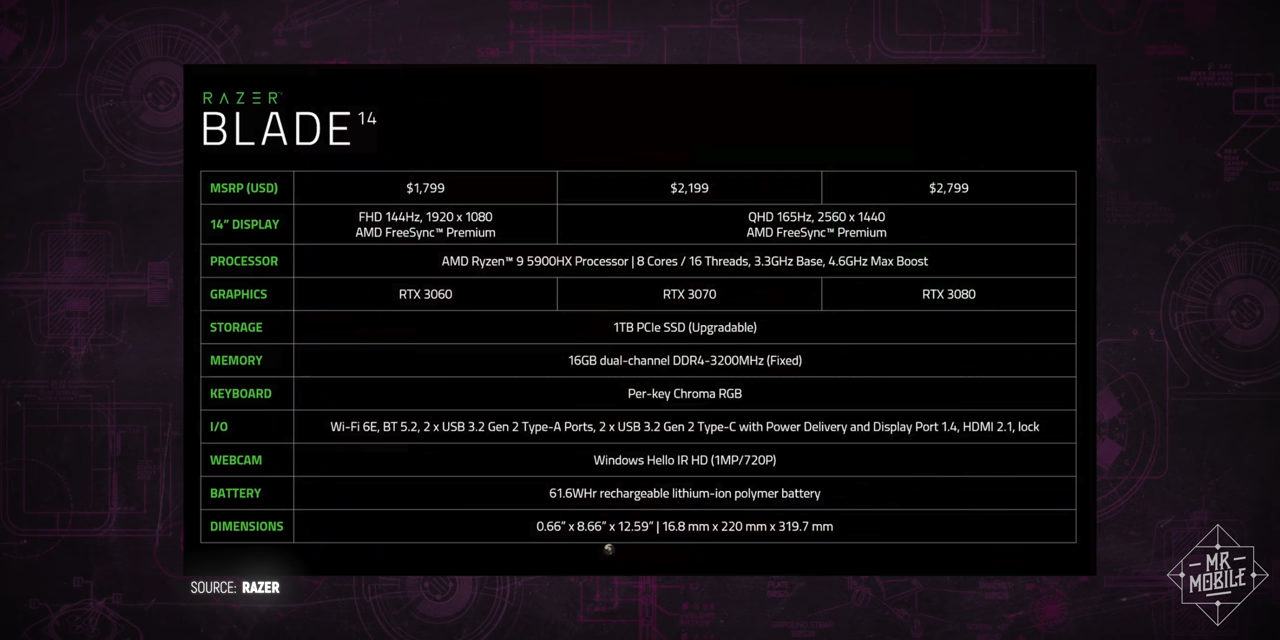 RAZER™
BLADE 14
MSRP (USD) $1,799 $2,199 $2,799
14” DISPLAY FHD 144Hz, 1920 x 1080 QHD 165Hz, 2560 x 1440
AMD FreeSync™ Premium AMD FreeSync™ Premium
PROCESSOR AMD Ryzen™ 9 5900HX Processor | 8 Cores / 16 Threads, 3.3GHz Base, 4.6GHz Max Boost
GRAPHICS RTX 3060 RTX 3070 RTX 3080
STORAGE 1TB PCIe SSD (Upgradable)
MEMORY 16GB dual-channel DDR4-3200MHz (Fixed)
KEYBOARD Per-key Chroma RGB
I/O Wi-Fi 6E, BT 5.2, 2 x USB 3.2 Gen 2 Type-A Ports, 2 x USB 3.2 Gen 2 Type-C with Power Delivery and Display Port 1.4, HDMI 2.1, lock
WEBCAM Windows Hello IR HD (1MP/720P)
BATTERY 61.6WHr rechargeable lithium-ion polymer battery
DIMENSIONS 0.66” x 8.66” x 12.59” | 16.8 mm x 220 mm x 319.7 mm
SOURCE: RAZER
MR
MOBILE